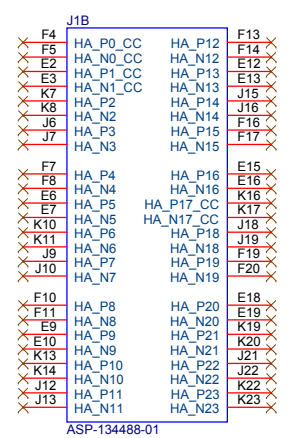 J1B
F4 HA_P0_CC HA_P12 F13
F5 HA_N0_CC HA_N12 F14
E2 HA_P1_CC HA_P13 E12
E3 HA_N1_CC HA_N13 E13
K7 HA_P2 HA_P14 J15
K8 HA_N2 HA_N14 J16
J6 HA_P3 HA_P15 F16
J7 HA_N3 HA_N15 F17
F7 HA_P4 HA_P16 E15
F8 HA_N4 HA_N16 E16
E6 HA_P5 HA_P17_CC K16
E7 HA_N5 HA_N17_CC K17
K10 HA_P6 HA_P18 J18
K11 HA_N6 HA_N18 J19
J9 HA_P7 HA_P19 F19
J10 HA_N7 HA_N19 F20
F10 HA_P8 HA_P20 E18
F11 HA_N8 HA_N20 E19
E9 HA_P9 HA_P21 K19
E10 HA_N9 HA_N21 K20
K13 HA_P10 HA_P22 J21
K14 HA_N10 HA_N22 J22
J12 HA_P11 HA_P23 K22
J13 HA_N11 HA_N23 K23
ASP-134488-01